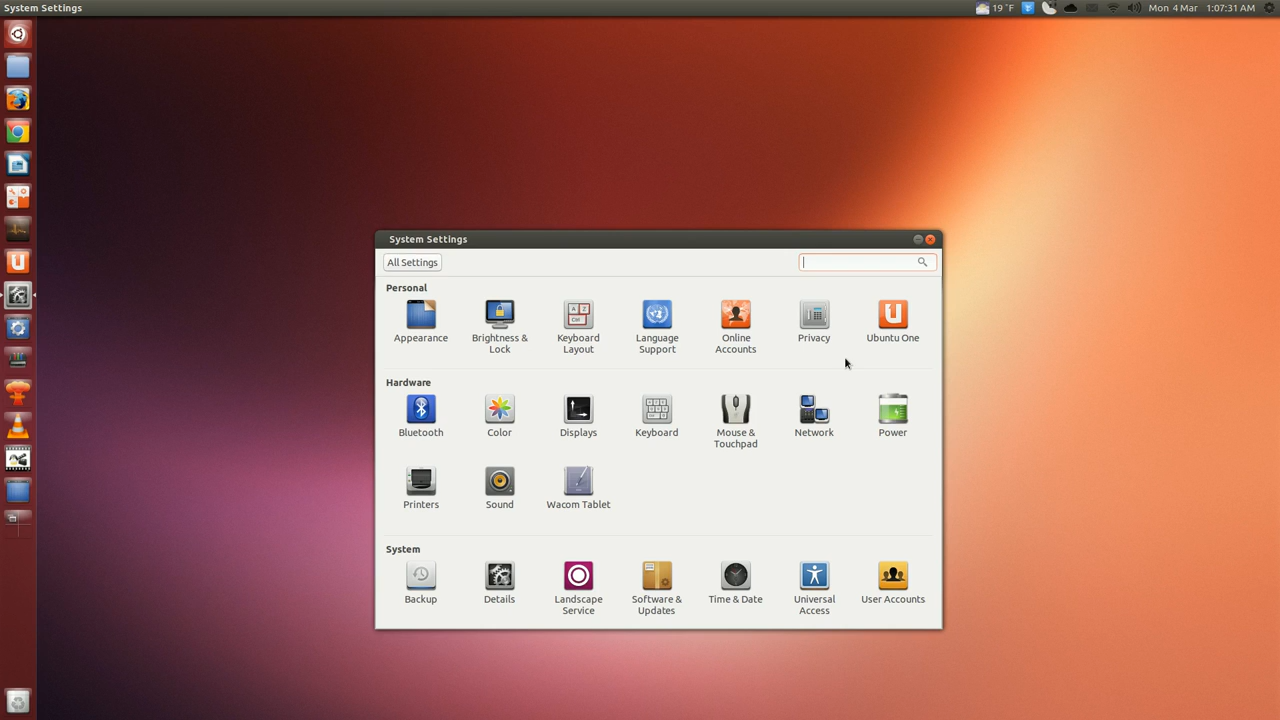 System Settings
19 °F
Mon 4 Mar 1:07:31 AM
System Settings
All Settings
Personal
Appearance
Brightness &
Lock
Keyboard
Layout
Language
Support
Online
Accounts
Privacy
Ubuntu One
Hardware
Bluetooth
Color
Displays
Keyboard
Mouse &
Touchpad
Network
Power
Printers
Sound
Wacom Tablet
System
Backup
Details
Landscape
Service
Software &
Updates
Time & Date
Universal
Access
User Accounts